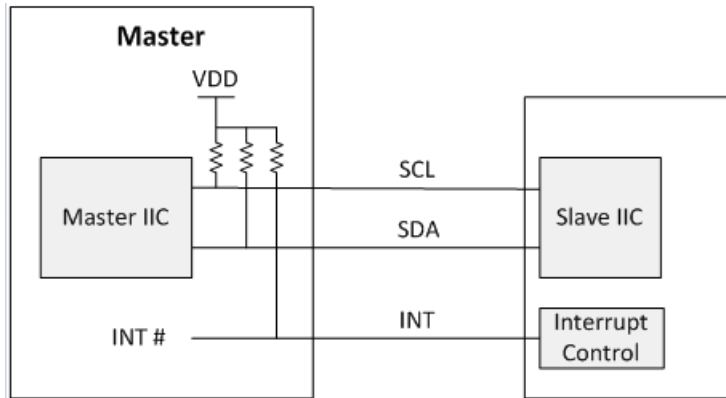 Master
VDD
SCL
Master IIC
Slave IIC
SDA
INT #
INT
Interrupt
Control